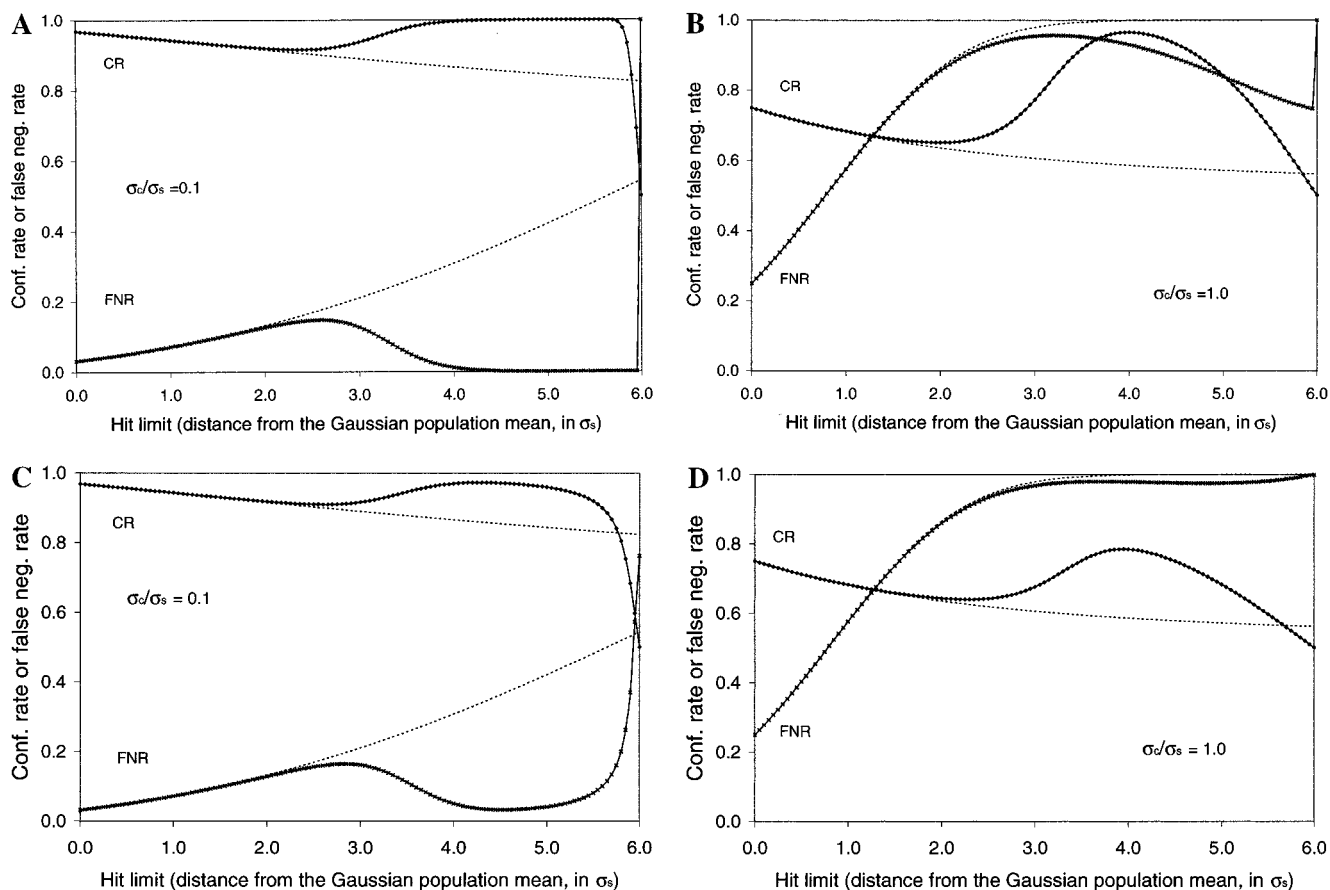 A
Conf. rate or false neg. rate
1.0
0.8
0.6
0.4
0.2
0.0
CR
σc/σs =0.1
FNR
0.0 1.0 2.0 3.0 4.0 5.0 6.0
Hit limit (distance from the Gaussian population mean, in σs)
B
Conf. rate or false neg. rate
1.0
0.8
0.6
0.4
0.2
0.0
CR
FNR
σc/σs =1.0
0.0 1.0 2.0 3.0 4.0 5.0 6.0
Hit limit (distance from the Gaussian population mean, in σs)
C
Conf. rate or false neg. rate
1.0
0.8
0.6
0.4
0.2
0.0
CR
σc/σs = 0.1
FNR
0.0 1.0 2.0 3.0 4.0 5.0 6.0
Hit limit (distance from the Gaussian population mean, in σs)
D
Conf. rate or false neg. rate
1.0
0.8
0.6
0.4
0.2
0.0
CR
FNR
σc/σs = 1.0
0.0 1.0 2.0 3.0 4.0 5.0 6.0
Hit limit (distance from the Gaussian population mean, in σs)